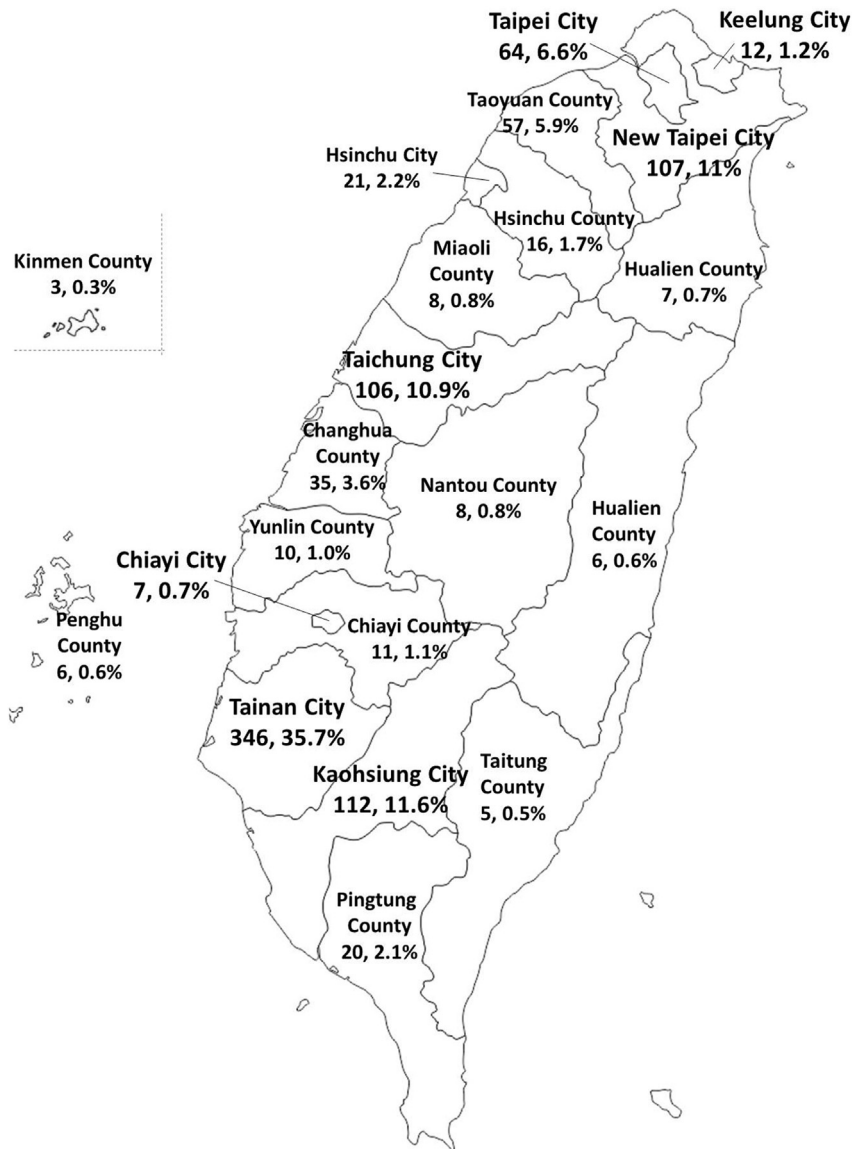 Taipei City
64, 6.6%
Keelung City
12, 1.2%
Taoyuan County
57, 5.9%
New Taipei City
107, 11%
Hsinchu City
21, 2.2%
Hsinchu County
16, 1.7%
Miaoli
County
8, 0.8%
Hualien County
7, 0.7%
Kinmen County
3, 0.3%
Taichung City
106, 10.9%
Changhua
County
35, 3.6%
Nantou County
8, 0.8%
Hualien
County
6, 0.6%
Yunlin County
10, 1.0%
Chiayi City
7, 0.7%
Penghu
County
6, 0.6%
Chiayi County
11, 1.1%
Tainan City
346, 35.7%
Kaohsiung City
112, 11.6%
Taitung
County
5, 0.5%
Pingtung
County
20, 2.1%